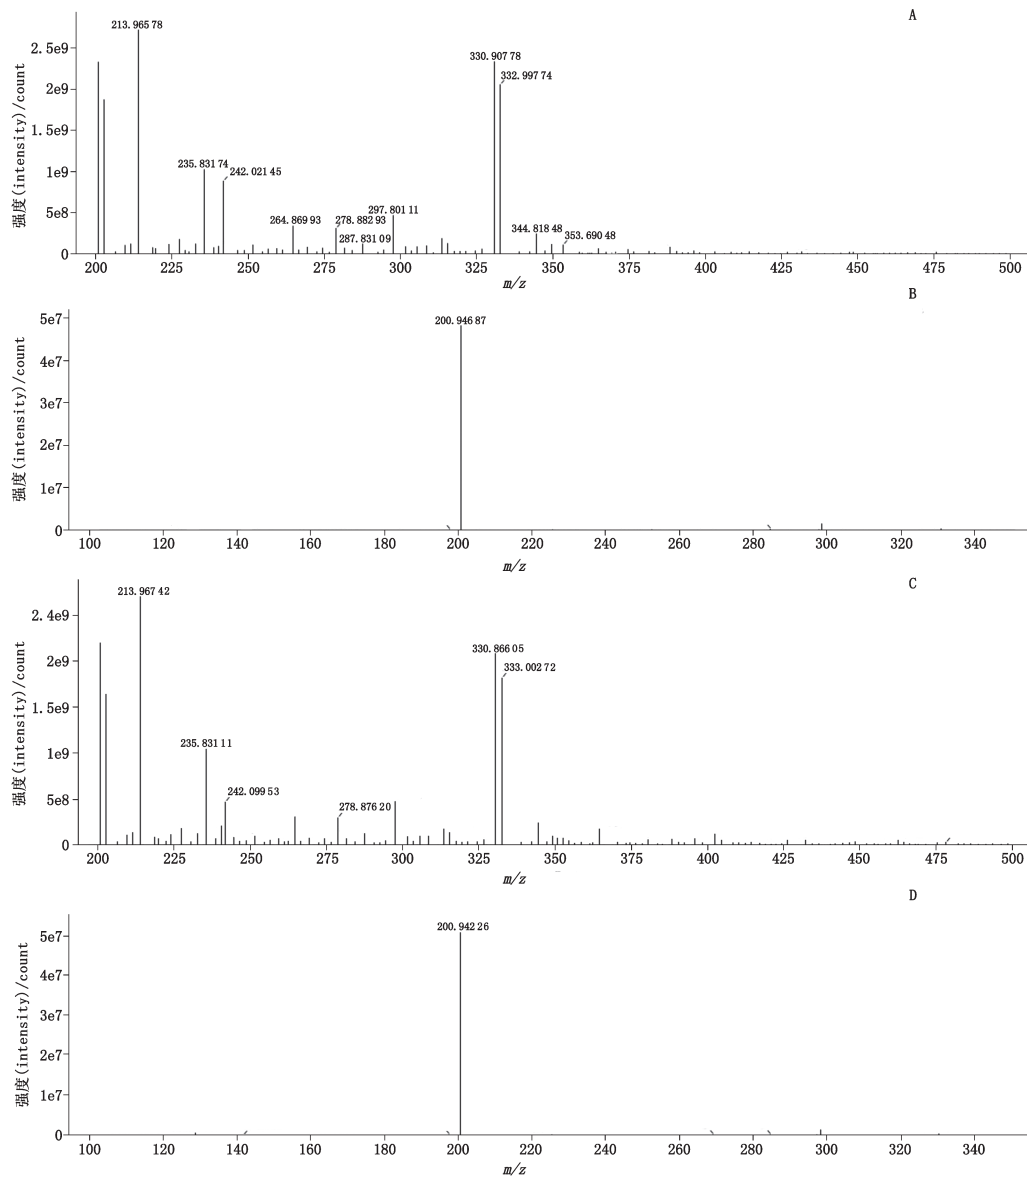 A
213.965 78
330.907 78
332.997 74
235.831 74
242.021 45
297.801 11
264.869 93
278.882 93
287.831 09
344.818 48
353.690 48
2.5e9
2e9
1.5e9
1e9
5e8
0
强度(intensity)/count
200 225 250 275 300 325 350 375 400 425 450 475 500
m/z
B
200.946 87
5e7
4e7
3e7
2e7
1e7
0
强度(intensity)/count
100 120 140 160 180 200 220 240 260 280 300 320 340
m/z
C
213.967 42
330.866 05
333.002 72
235.831 11
242.099 53
278.876 20
2.4e9
2e9
1.5e9
1e9
5e8
0
强度(intensity)/count
200 225 250 275 300 325 350 375 400 425 450 475 500
m/z
D
200.942 26
5e7
4e7
3e7
2e7
1e7
0
强度(intensity)/count
100 120 140 160 180 200 220 240 260 280 300 320 340
m/z